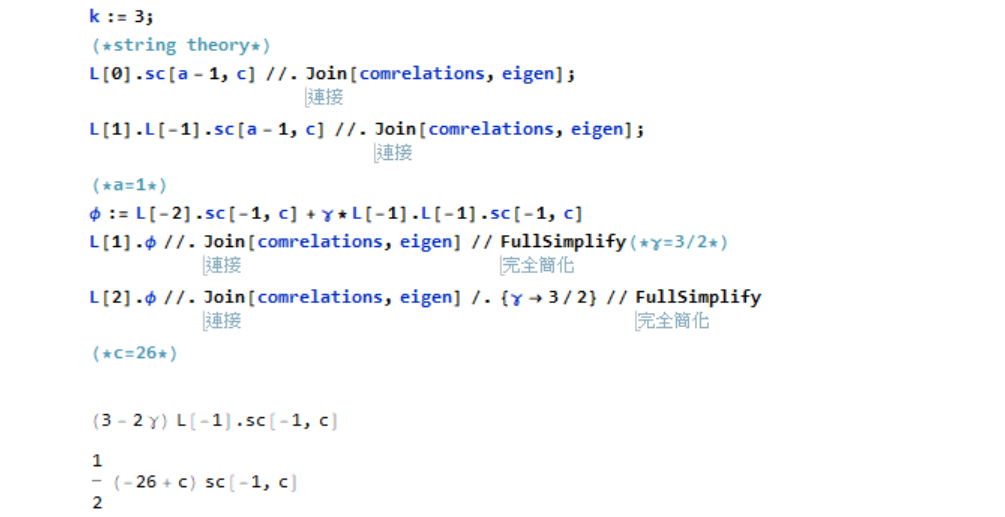 k := 3;
(*string theory*)
L[0].sc[a - 1, c] //. Join[comrelations, eigen];
連接
L[1].L[-1].sc[a - 1, c] //. Join[comrelations, eigen];
連接
(*a=1*)
ϕ := L[-2].sc[-1, c] + γ * L[-1].L[-1].sc[-1, c]
L[1].ϕ //. Join[comrelations, eigen] // FullSimplify(*γ=3/2*)
連接 完全簡化
L[2].ϕ //. Join[comrelations, eigen] /. {γ → 3 / 2} // FullSimplify
連接 完全簡化
(*c=26*)
(3 - 2 γ) L[-1].sc[-1, c]
1
— (-26 + c) sc[-1, c]
2